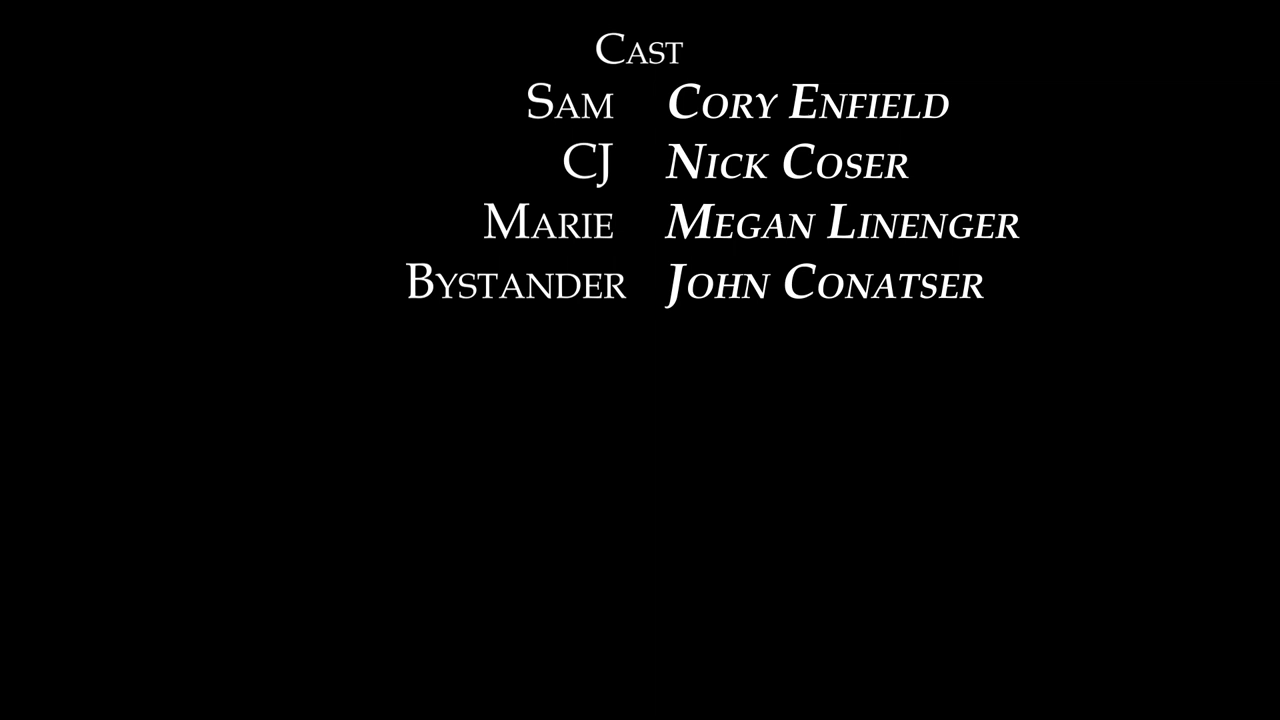 Cast
Sam Cory Enfield
CJ Nick Coser
Marie Megan Linenger
Bystander John Conatser